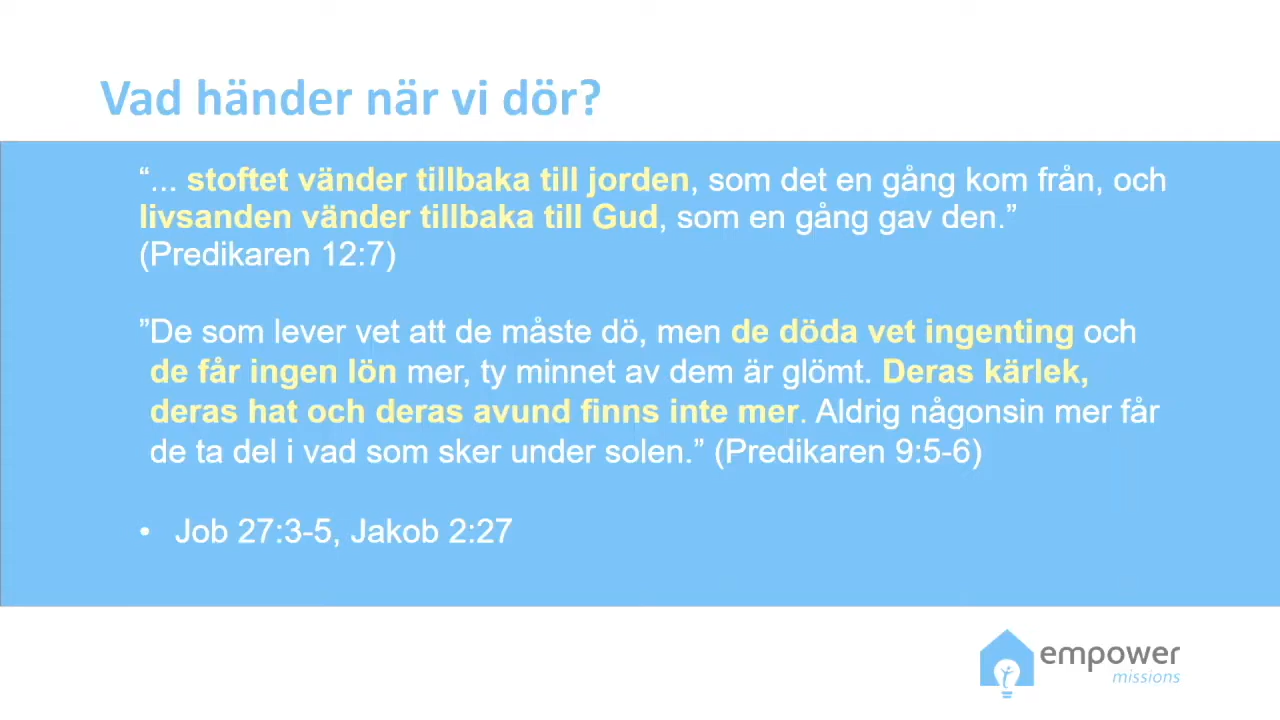 Vad händer när vi dör?
“... stoftet vänder tillbaka till jorden, som det en gång kom från, och
livsanden vänder tillbaka till Gud, som en gång gav den.”
(Predikaren 12:7)
”De som lever vet att de måste dö, men de döda vet ingenting och
de får ingen lön mer, ty minnet av dem är glömt. Deras kärlek,
deras hat och deras avund finns inte mer. Aldrig någonsin mer får
de ta del i vad som sker under solen.” (Predikaren 9:5-6)
• Job 27:3-5, Jakob 2:27
empower
missions